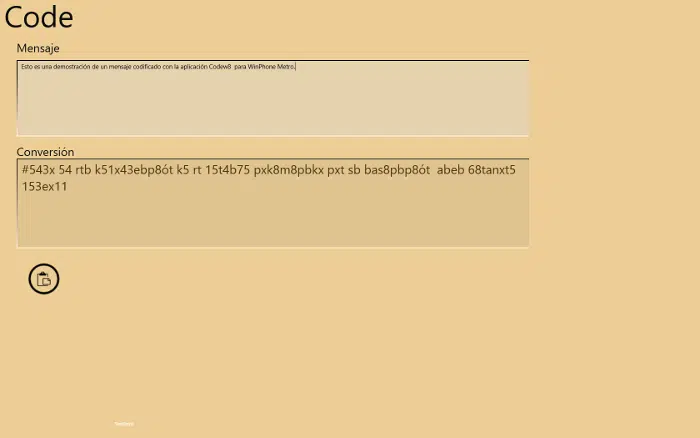 Code
Mensaje
Esto es una demostración de un mensaje codificado con la aplicación Codew8  para WinPhone Metro.
Conversión
#543x 54 rtb k51x43ebp8ót k5 rt 15t4b75 pxk8m8pbkx pxt sb bas8pbp8ót  abeb 68tanxt5
153ex11